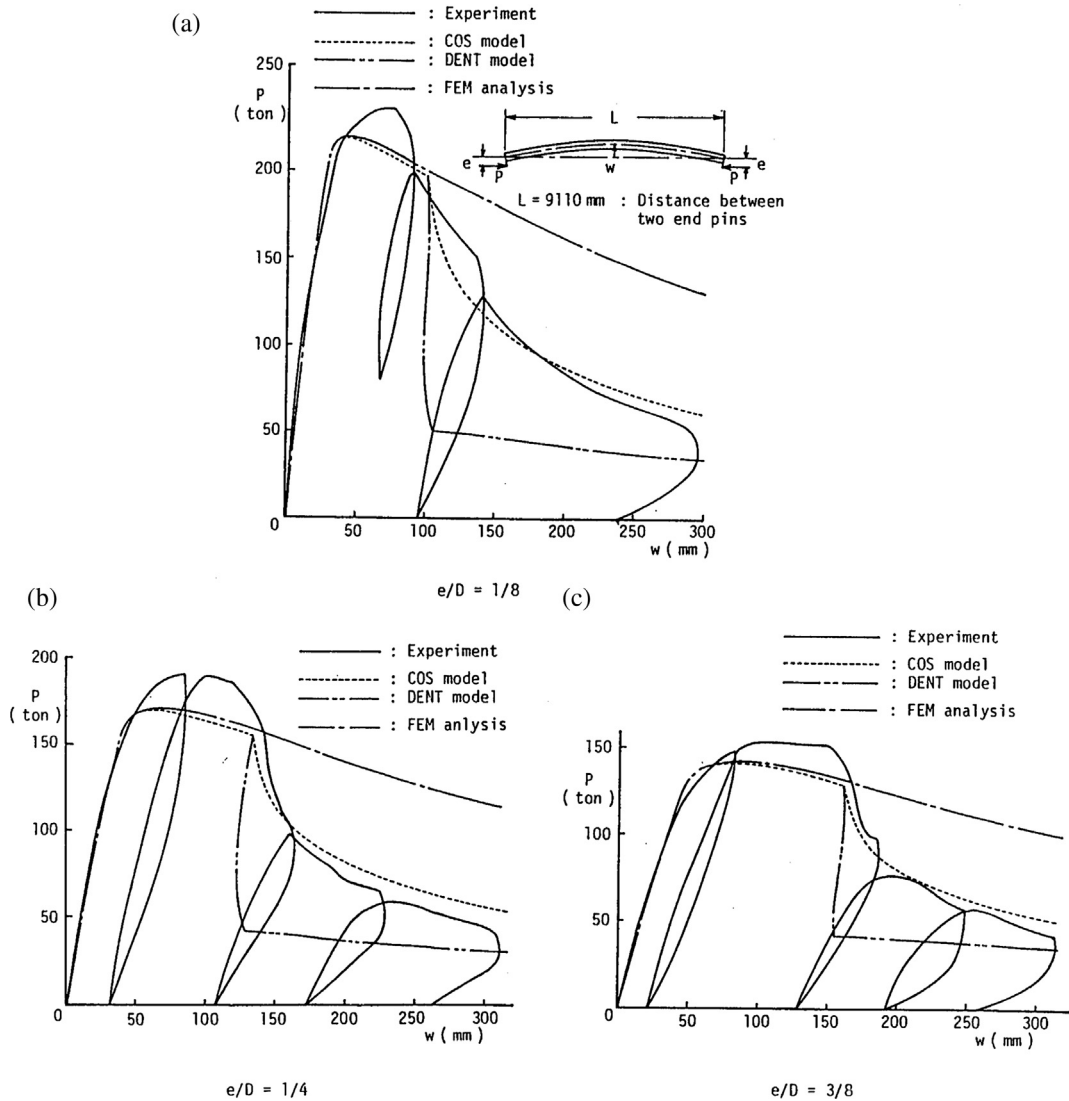 (a)
: Experiment
: COS model
: DENT model
: FEM analysis
250
P
( ton )
200
150
100
50
0
L
e
P
w
P
e
L = 9110 mm : Distance between
two end pins
50 100 150 200 250 300
w ( mm )
e/D = 1/8
(b)
: Experiment
: COS model
: DENT model
: FEM anlysis
200
P
( ton )
150
100
50
0 50 100 150 200 250 300
w ( mm )
e/D = 1/4
(c)
: Experiment
: COS model
: DENT model
: FEM analysis
150
P
( ton )
100
50
0 50 100 150 200 250 300
w ( mm )
e/D = 3/8